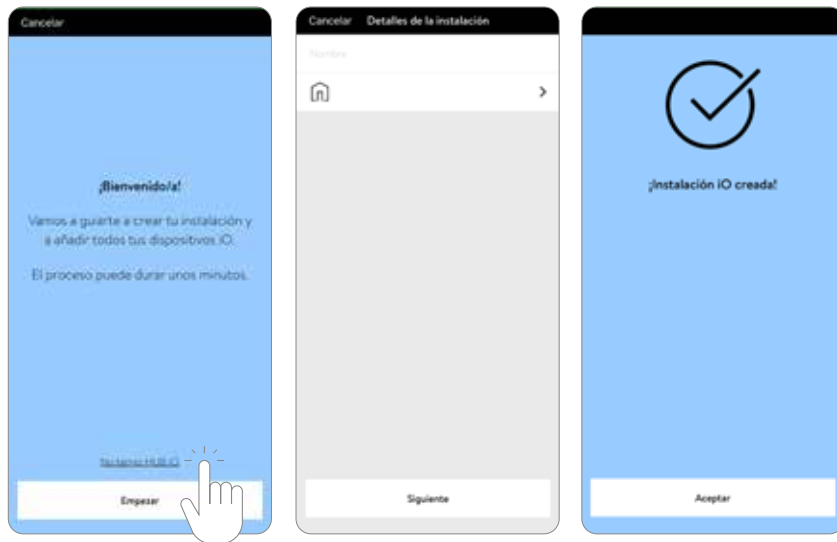 Cancelar
¡Bienvenido/a!
Vamos a guiarte a crear tu instalación y
a añadir todos tus dispositivos iO.
El proceso puede durar unos minutos.
No tengo HUB iO
Empezar
Cancelar Detalles de la instalación
Nombre
Siguiente
¡Instalación iO creada!
Aceptar